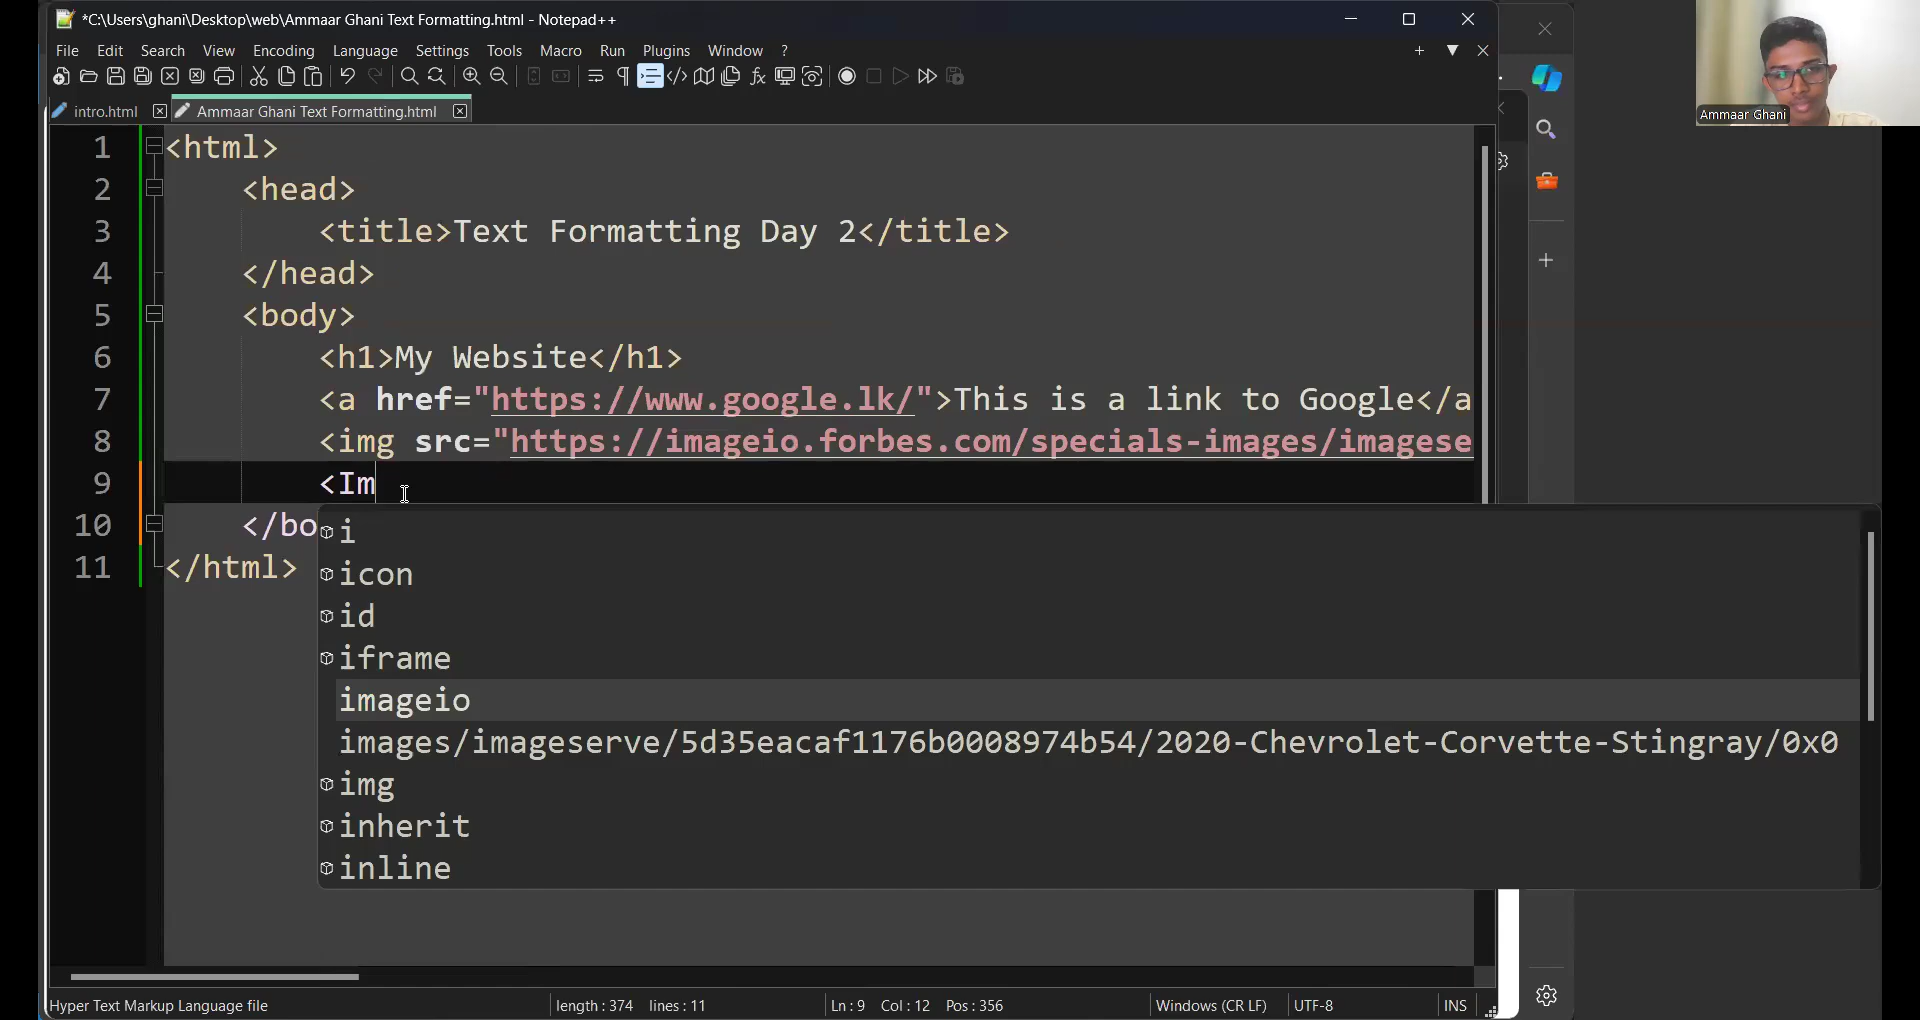 *C:\Users\ghani\Desktop\web\Ammaar Ghani Text Formatting.html - Notepad++
File Edit Search View Encoding Language Settings Tools Macro Run Plugins Window ?
intro.html Ammaar Ghani Text Formatting.html
Ammaar Ghani
1 <html>
2 <head>
3 <title>Text Formatting Day 2</title>
4 </head>
5 <body>
6 <h1>My Website</h1>
7 <a href="https://www.google.lk/">This is a link to Google</a
8 <img src="https://imageio.forbes.com/specials-images/imagese
9 <Im
10 </bo
11 </html>
i
icon
id
iframe
imageio
images/imageserve/5d35eacaf1176b0008974b54/2020-Chevrolet-Corvette-Stingray/0x0
img
inherit
inline
Hyper Text Markup Language file length : 374 lines : 11 Ln : 9 Col : 12 Pos : 356 Windows (CR LF) UTF-8 INS